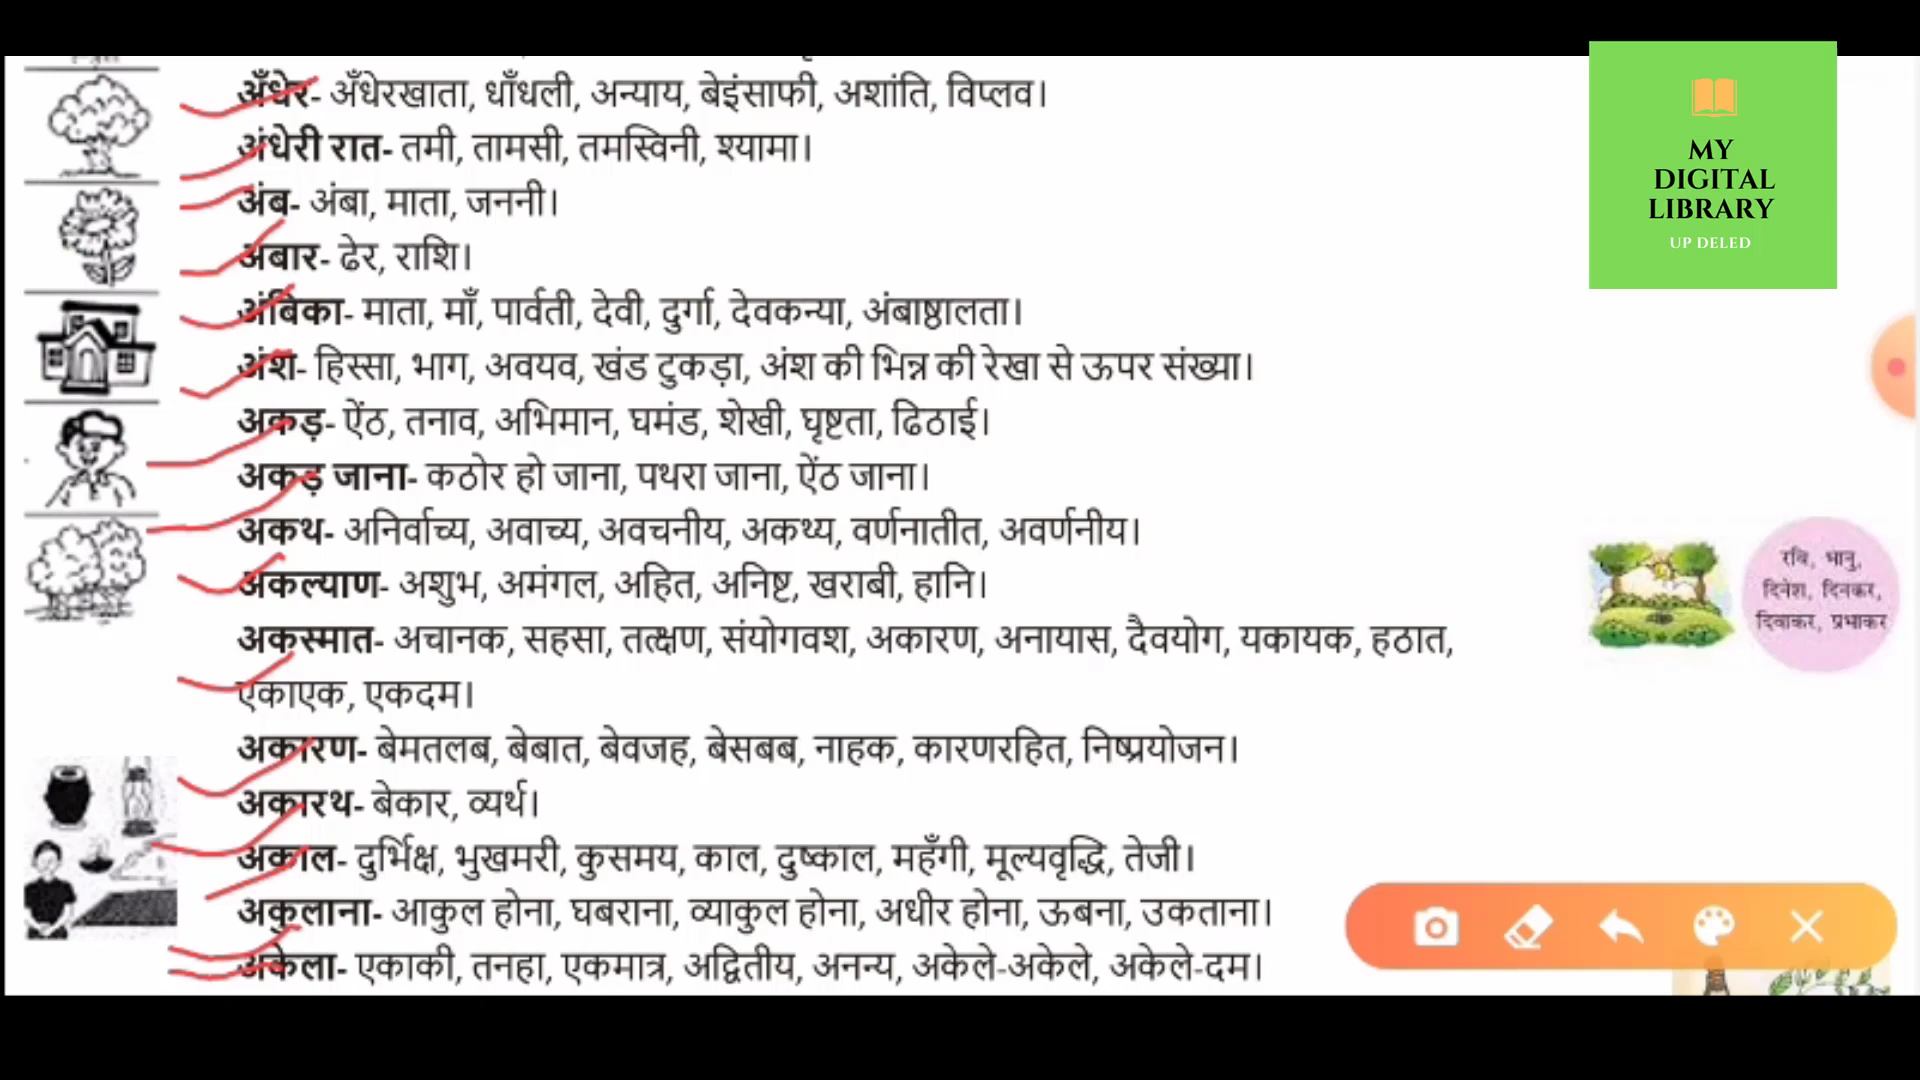 अँधेर- अँधेरखाता, धाँधली, अन्याय, बेइंसाफी, अशांति, विप्लव।
अंधेरी रात- तमी, तामसी, तमस्विनी, श्यामा।
अंब- अंबा, माता, जननी।
अंबार- ढेर, राशि।
अंबिका- माता, माँ, पार्वती, देवी, दुर्गा, देवकन्या, अंबाष्ठालता।
अंश- हिस्सा, भाग, अवयव, खंड टुकड़ा, अंश की भिन्न की रेखा से ऊपर संख्या।
अकड़- ऐंठ, तनाव, अभिमान, घमंड, शेखी, घृष्टता, ढिठाई।
अकड़ जाना- कठोर हो जाना, पथरा जाना, ऐंठ जाना।
अकथ- अनिर्वाच्य, अवाच्य, अवचनीय, अकथ्य, वर्णनातीत, अवर्णनीय।
अकल्याण- अशुभ, अमंगल, अहित, अनिष्ट, खराबी, हानि।
अकस्मात- अचानक, सहसा, तत्क्षण, संयोगवश, अकारण, अनायास, दैवयोग, यकायक, हठात,
एकाएक, एकदम।
अकारण- बेमतलब, बेबात, बेवजह, बेसबब, नाहक, कारणरहित, निष्प्रयोजन।
अकारथ- बेकार, व्यर्थ।
अकाल- दुर्भिक्ष, भुखमरी, कुसमय, काल, दुष्काल, महँगी, मूल्यवृद्धि, तेजी।
अकुलाना- आकुल होना, घबराना, व्याकुल होना, अधीर होना, ऊबना, उकताना।
अकेला- एकाकी, तनहा, एकमात्र, अद्वितीय, अनन्य, अकेले-अकेले, अकेले-दम।
MY
DIGITAL
LIBRARY
UP DELED
रवि, भानु,
दिनेश, दिनकर,
दिवाकर, प्रभाकर